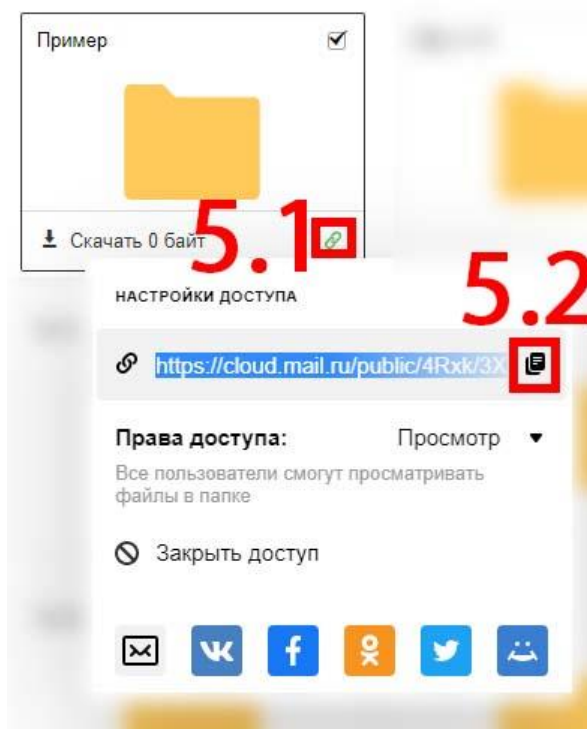 Пример
Скачать 0 байт
5.1
НАСТРОЙКИ ДОСТУПА
5.2
https://cloud.mail.ru/public/4Rxk/3X
Права доступа: Просмотр
Все пользователи смогут просматривать
файлы в папке
Закрыть доступ